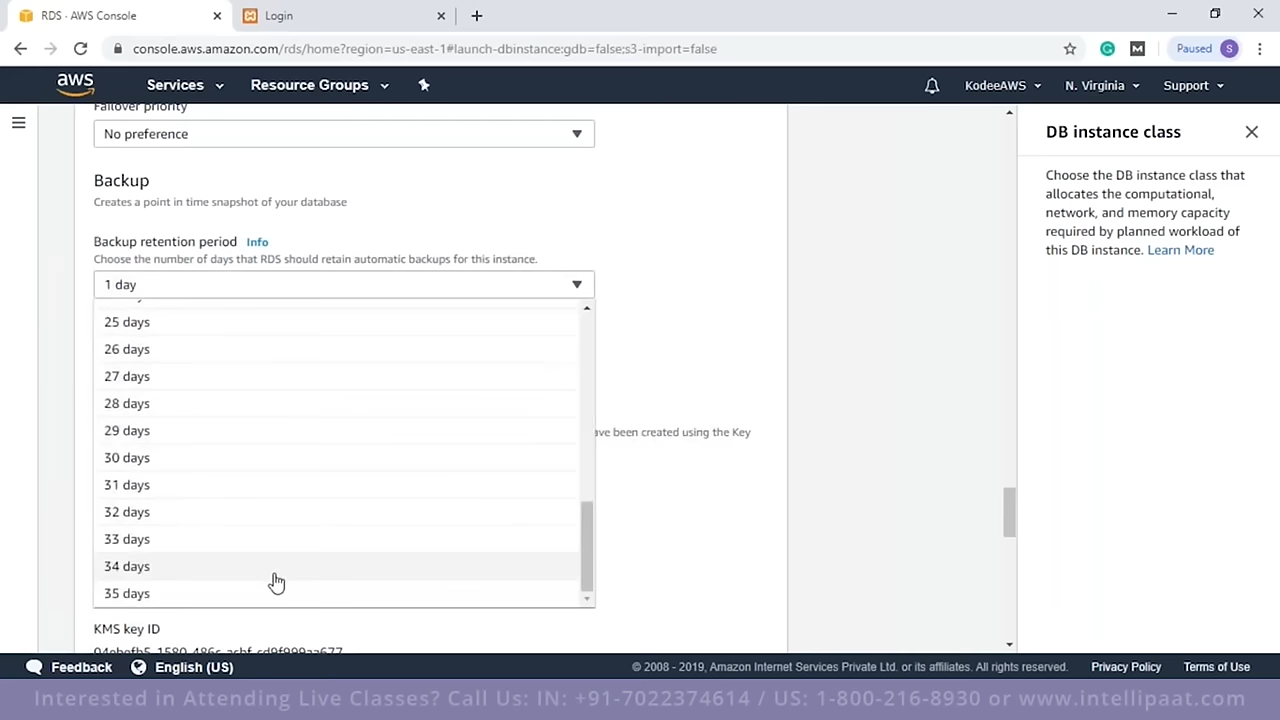 RDS · AWS Console
Login
console.aws.amazon.com/rds/home?region=us-east-1#launch-dbinstance:gdb=false;s3-import=false
Paused
S
aws
Services
Resource Groups
KodeeAWS
N. Virginia
Support
Failover priority
No preference
Backup
Creates a point in time snapshot of your database
Backup retention period Info
Choose the number of days that RDS should retain automatic backups for this instance.
1 day
25 days
26 days
27 days
28 days
29 days
30 days
31 days
32 days
33 days
34 days
35 days
ave been created using the Key
KMS key ID
DB instance class
Choose the DB instance class that
allocates the computational,
network, and memory capacity
required by planned workload of
this DB instance. Learn More
Feedback
English (US)
© 2008 - 2019, Amazon Internet Services Private Ltd. or its affiliates. All rights reserved.
Privacy Policy
Terms of Use
Interested in Attending Live Classes? Call Us: IN: +91-7022374614 / US: 1-800-216-8930 or www.intellipaat.com